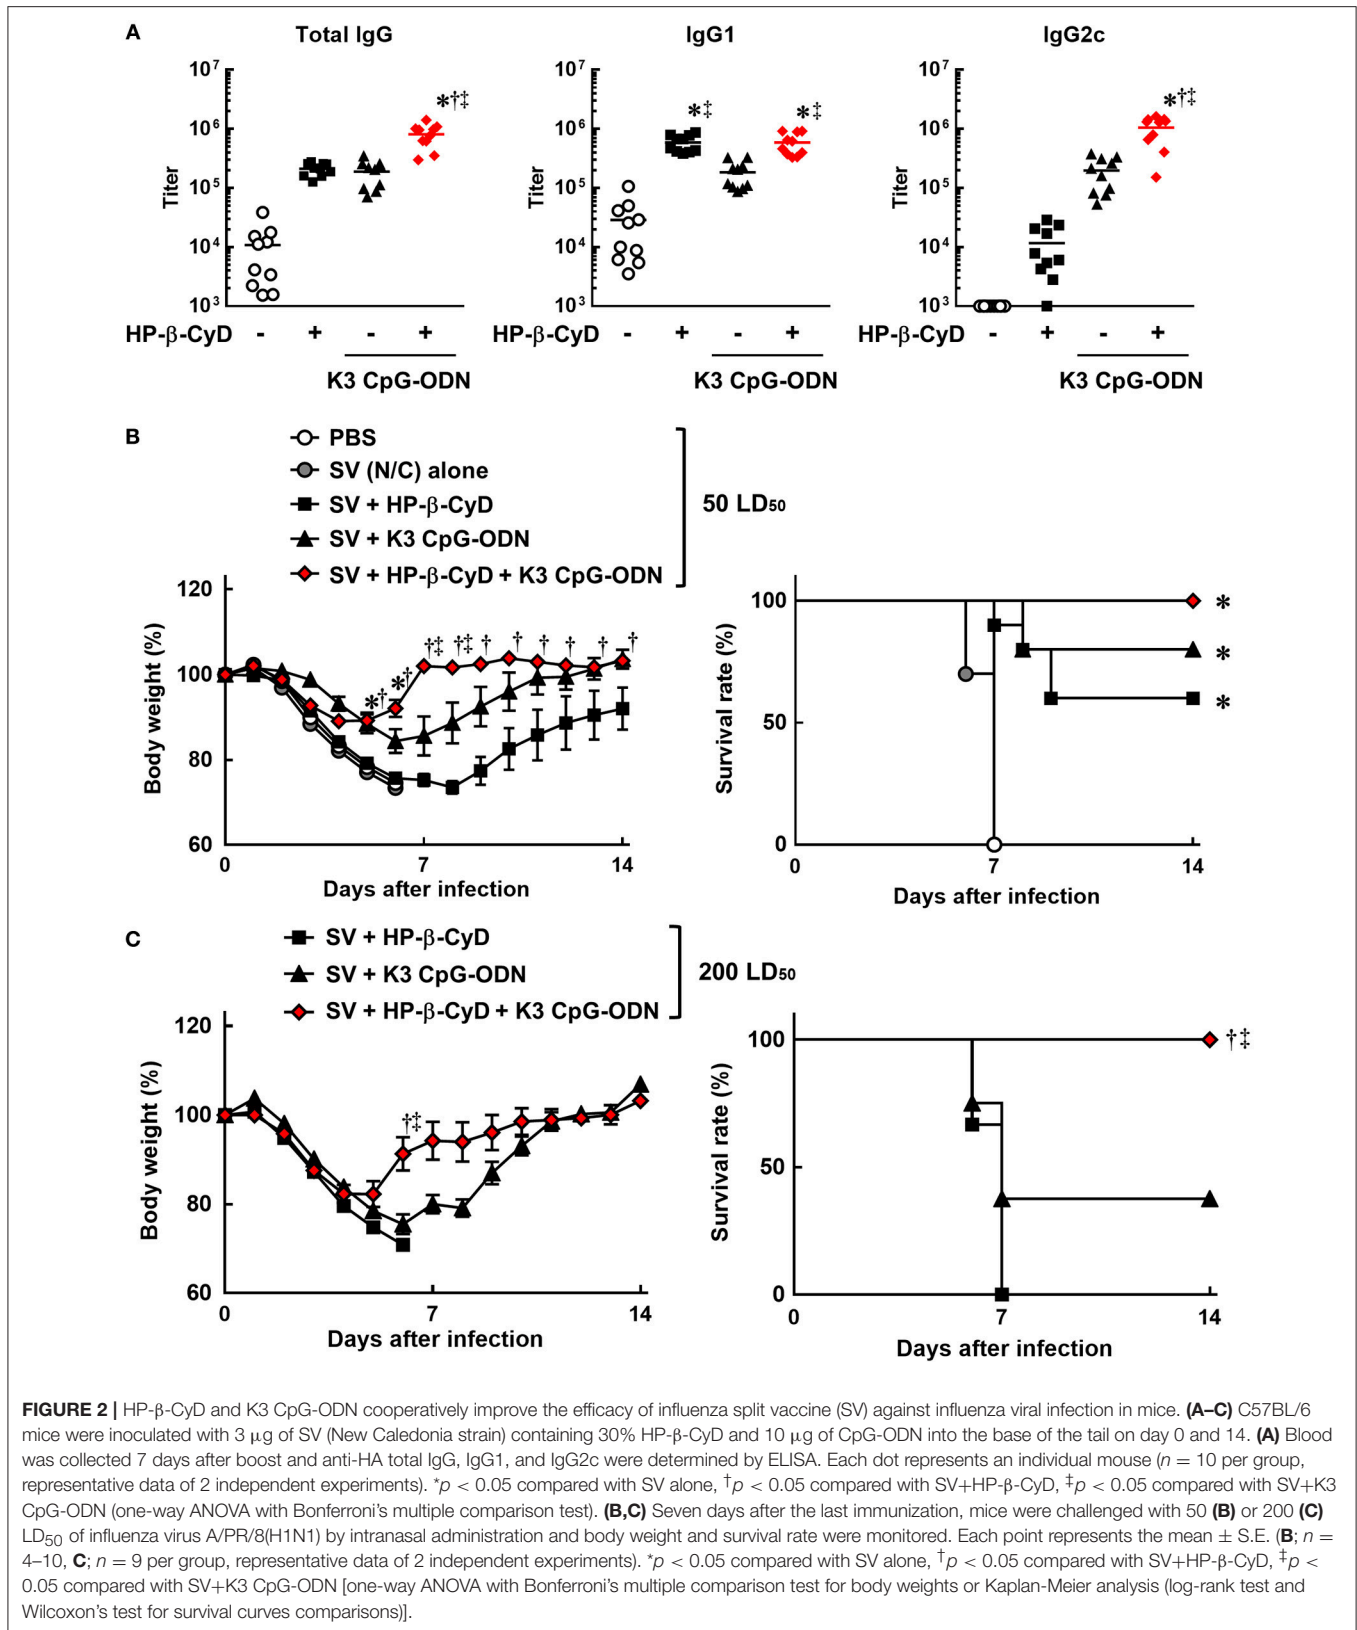 A
Total IgG
IgG1
IgG2c
10⁷
10⁶
10⁵
10⁴
10³
Titer
*†‡
HP-β-CyD - + - +
K3 CpG-ODN
10⁷
10⁶
10⁵
10⁴
10³
Titer
*‡
*‡
HP-β-CyD - + - +
K3 CpG-ODN
10⁷
10⁶
10⁵
10⁴
10³
Titer
*†‡
HP-β-CyD - + - +
K3 CpG-ODN
B
PBS
SV (N/C) alone
SV + HP-β-CyD
SV + K3 CpG-ODN
SV + HP-β-CyD + K3 CpG-ODN
50 LD₅₀
Body weight (%)
120
100
80
60
*† *† †‡ †‡ † † † † † †
0 7 14
Days after infection
Survival rate (%)
100
50
0
*
*
*
0 7 14
Days after infection
C
SV + HP-β-CyD
SV + K3 CpG-ODN
SV + HP-β-CyD + K3 CpG-ODN
200 LD₅₀
Body weight (%)
120
100
80
60
†‡
0 7 14
Days after infection
Survival rate (%)
100
50
0
†‡
0 7 14
Days after infection
FIGURE 2 | HP-β-CyD and K3 CpG-ODN cooperatively improve the efficacy of influenza split vaccine (SV) against influenza viral infection in mice. (A–C) C57BL/6
mice were inoculated with 3 μg of SV (New Caledonia strain) containing 30% HP-β-CyD and 10 μg of CpG-ODN into the base of the tail on day 0 and 14. (A) Blood
was collected 7 days after boost and anti-HA total IgG, IgG1, and IgG2c were determined by ELISA. Each dot represents an individual mouse (n = 10 per group,
representative data of 2 independent experiments). *p < 0.05 compared with SV alone, †p < 0.05 compared with SV+HP-β-CyD, ‡p < 0.05 compared with SV+K3
CpG-ODN (one-way ANOVA with Bonferroni's multiple comparison test). (B,C) Seven days after the last immunization, mice were challenged with 50 (B) or 200 (C)
LD₅₀ of influenza virus A/PR/8(H1N1) by intranasal administration and body weight and survival rate were monitored. Each point represents the mean ± S.E. (B; n =
4–10, C; n = 9 per group, representative data of 2 independent experiments). *p < 0.05 compared with SV alone, †p < 0.05 compared with SV+HP-β-CyD, ‡p <
0.05 compared with SV+K3 CpG-ODN [one-way ANOVA with Bonferroni's multiple comparison test for body weights or Kaplan-Meier analysis (log-rank test and
Wilcoxon's test for survival curves comparisons)].